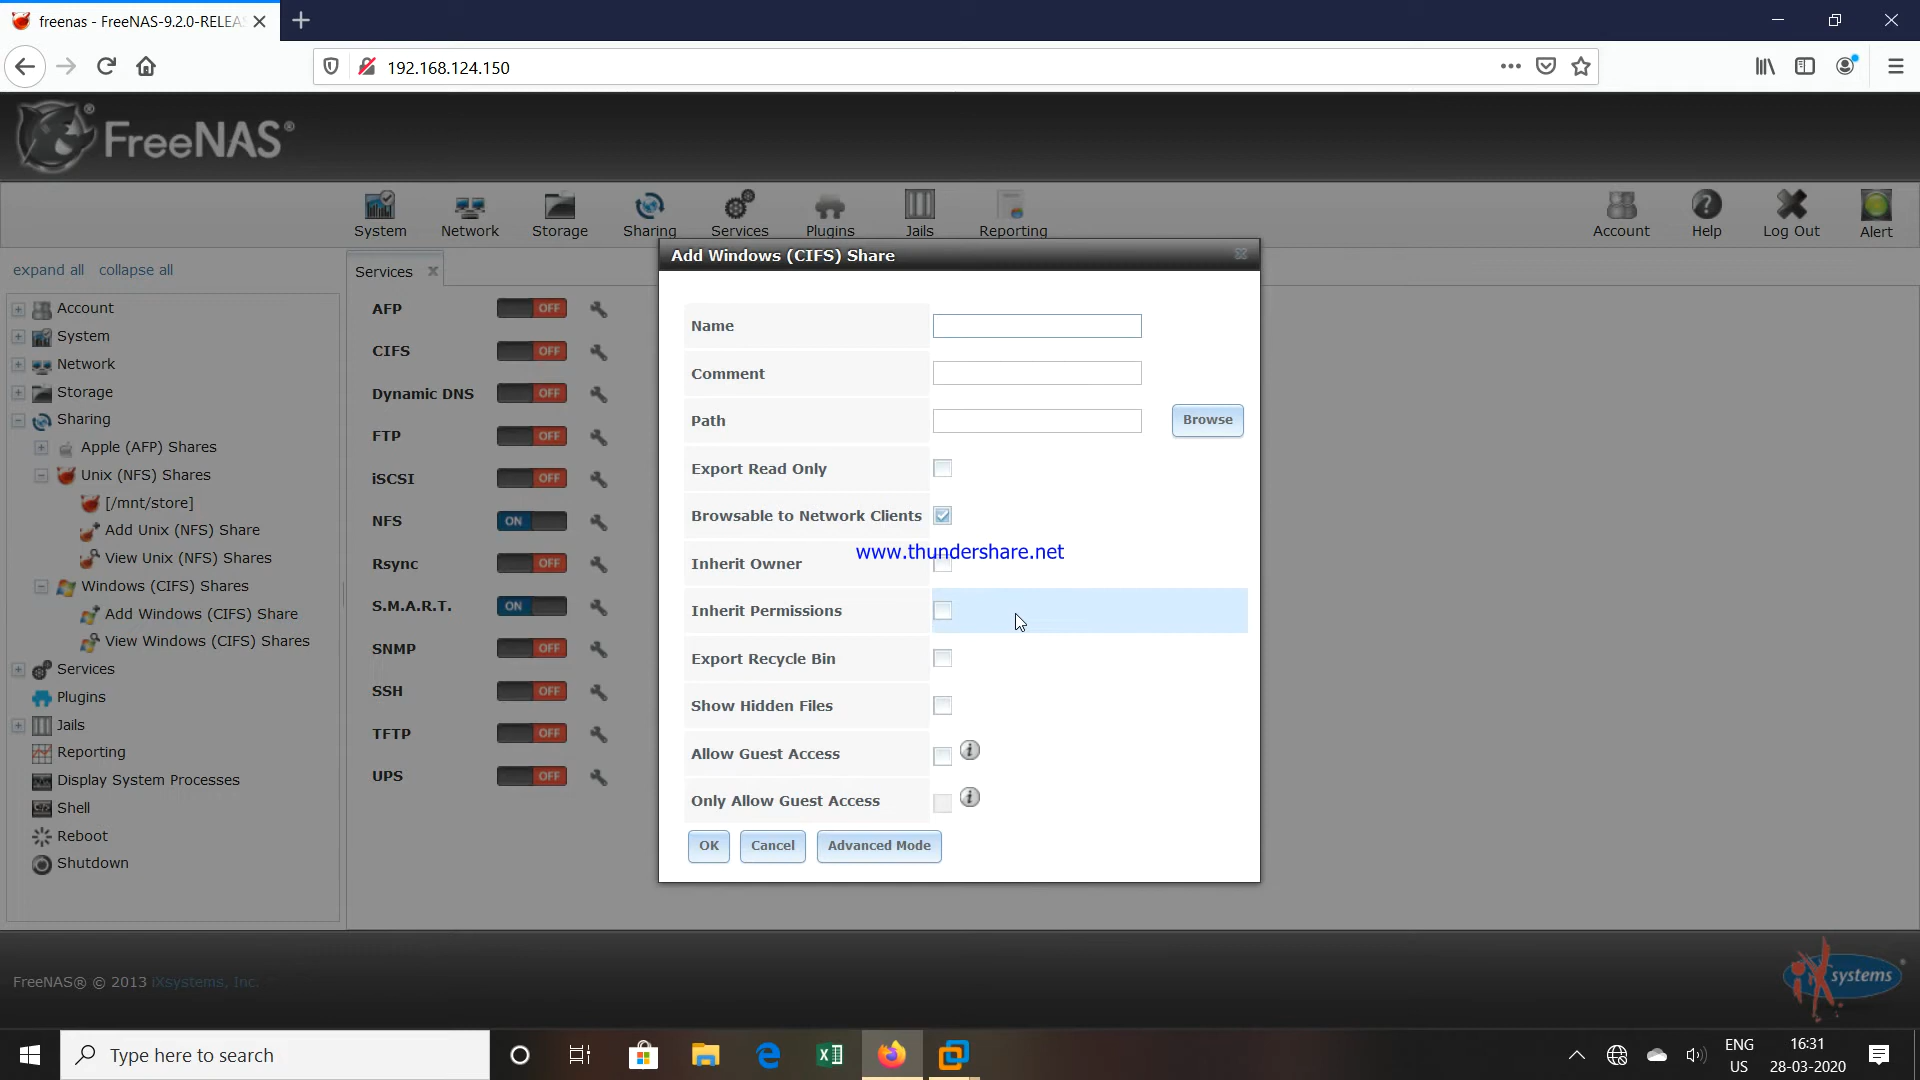 freenas - FreeNAS-9.2.0-RELEA
192.168.124.150
FreeNAS®
System
Network
Storage
Sharing
Services
Plugins
Jails
Reporting
Account
Help
Log Out
Alert
expand all
collapse all
Account
System
Network
Storage
Sharing
Apple (AFP) Shares
Unix (NFS) Shares
[/mnt/store]
Add Unix (NFS) Share
View Unix (NFS) Shares
Windows (CIFS) Shares
Add Windows (CIFS) Share
View Windows (CIFS) Shares
Services
Plugins
Jails
Reporting
Display System Processes
Shell
Reboot
Shutdown
Services
AFP OFF
CIFS OFF
Dynamic DNS OFF
FTP OFF
iSCSI OFF
NFS ON
Rsync OFF
S.M.A.R.T. ON
SNMP OFF
SSH OFF
TFTP OFF
UPS OFF
Add Windows (CIFS) Share
Name
Comment
Path
Browse
Export Read Only
Browsable to Network Clients
www.thundershare.net
Inherit Owner
Inherit Permissions
Export Recycle Bin
Show Hidden Files
Allow Guest Access
Only Allow Guest Access
OK
Cancel
Advanced Mode
FreeNAS® © 2013 iXsystems, Inc.
iXsystems
Type here to search
ENG
US
16:31
28-03-2020